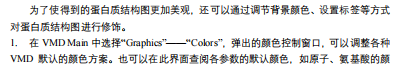 为了使得到的蛋白质结构图更加美观，还可以通过调节背景颜色、设置标签等方式
对蛋白质结构图进行修饰。
1. 在 VMD Main 中选择“Graphics”——“Colors”，弹出的颜色控制窗口，可以调整各种
VMD 默认的颜色方案。也可以在此界面查阅各参数的默认颜色，如原子、氨基酸的颜